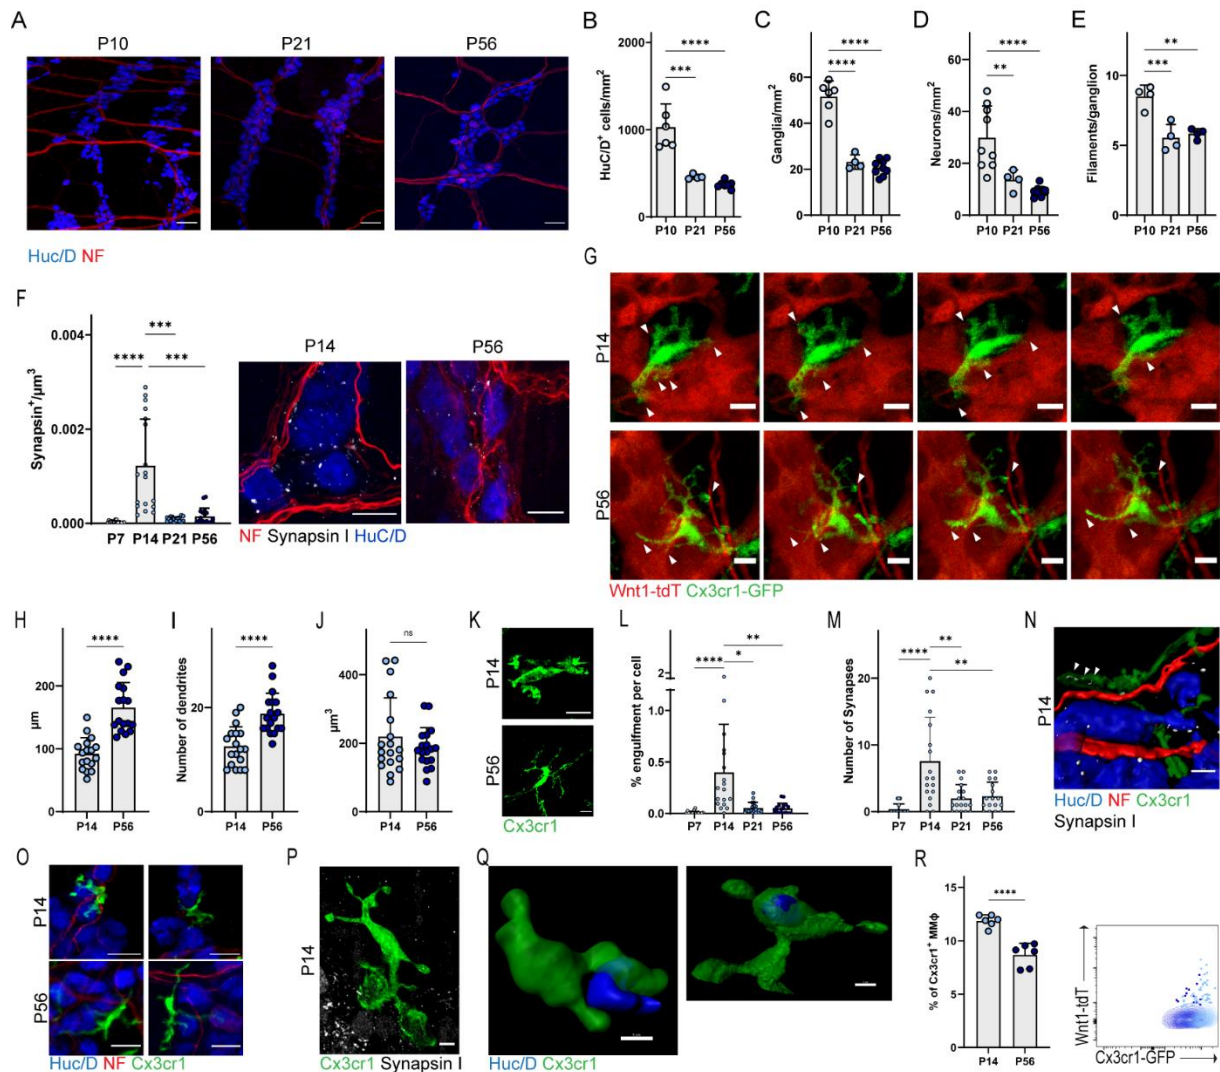 A
P10
P21
P56
Huc/D NF
B
HuC/D+ cells/mm2
2000
1000
0
***
****
P10 P21 P56
C
Ganglia/mm2
60
40
20
0
****
****
P10 P21 P56
D
Neurons/mm2
60
40
20
0
**
****
P10 P21 P56
E
Filaments/ganglion
10
5
0
***
**
P10 P21 P56
F
Synapsin+/µm3
0.004
0.002
0.000
***
****
***
P7 P14 P21 P56
P14
P56
NF Synapsin I HuC/D
G
P14
P56
Wnt1-tdT Cx3cr1-GFP
H
µm
300
200
100
0
****
P14 P56
I
Number of dendrites
20
0
****
P14 P56
J
µm3
400
200
0
ns
P14 P56
K
P14
P56
Cx3cr1
L
% engulfment per cell
2
1.0
0.5
0.0
**
****
*
P7 P14 P21 P56
M
Number of Synapses
25
20
15
10
5
0
****
**
**
P7 P14 P21 P56
N
P14
Huc/D NF Cx3cr1
Synapsin I
O
P14
P56
Huc/D NF Cx3cr1
P
P14
Cx3cr1 Synapsin I
Q
Huc/D Cx3cr1
R
% of Cx3cr1+ MMϕ
15
10
5
0
****
P14 P56
Wnt1-tdT
Cx3cr1-GFP